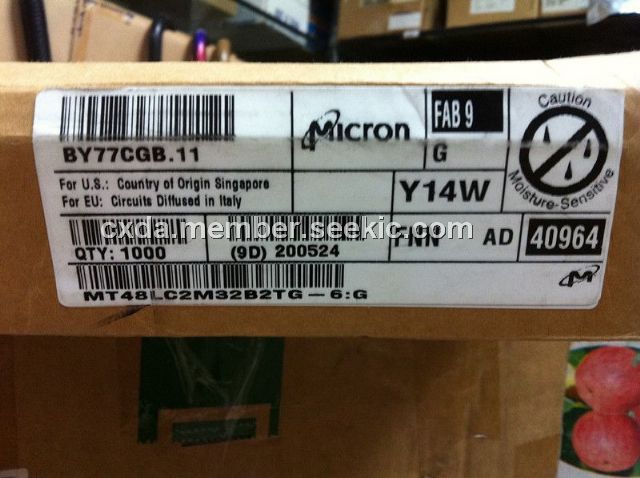 BY77CGB.11
Micron
FAB 9
G
Caution
Moisture-Sensitive
For U.S.: Country of Origin Singapore
For EU: Circuits Diffused in Italy
Y14W
cxda.member.seekic.com
QTY: 1000
(9D) 200524
FNN AD 40964
MT48LC2M32B2TG-6:G